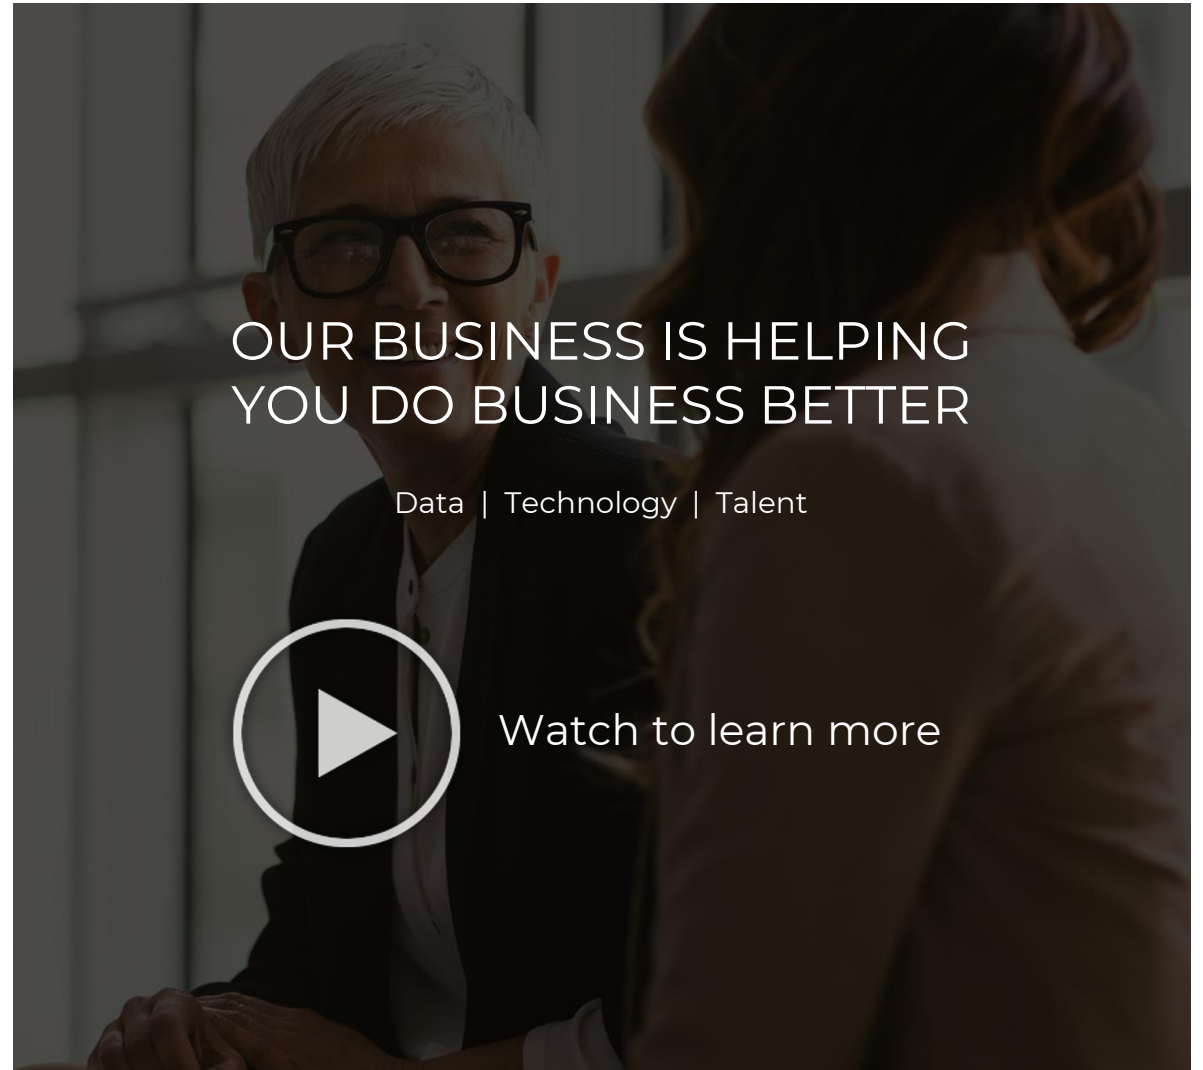 OUR BUSINESS IS HELPING
YOU DO BUSINESS BETTER
Data | Technology | Talent
Watch to learn more